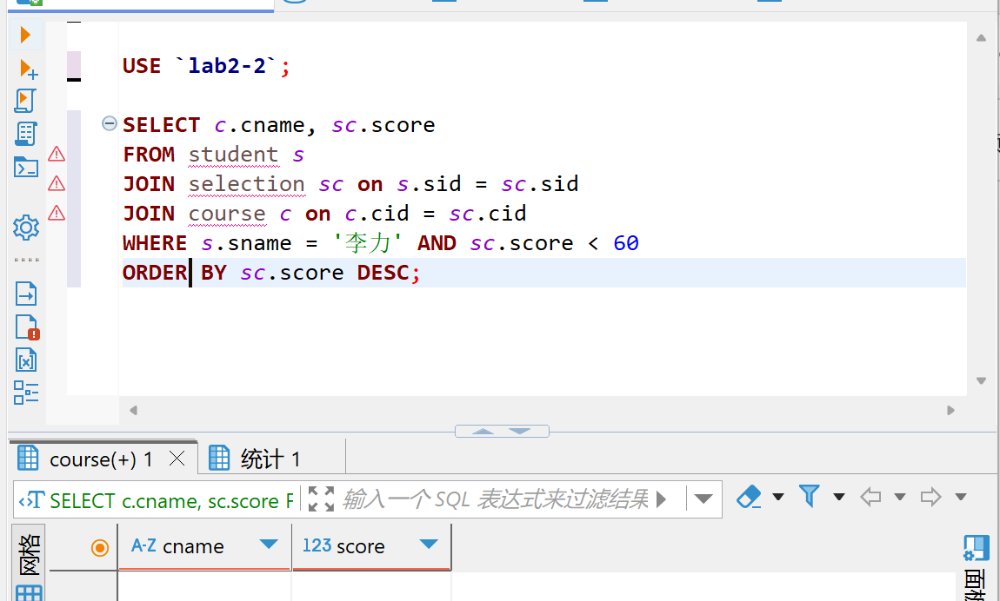 USE `lab2-2`;
SELECT c.cname, sc.score
FROM student s
JOIN selection sc on s.sid = sc.sid
JOIN course c on c.cid = sc.cid
WHERE s.sname = '李力' AND sc.score < 60
ORDER BY sc.score DESC;
course(+) 1
统计 1
SELECT c.cname, sc.score F
输入一个 SQL 表达式来过滤结果
网格
A-Z cname
123 score